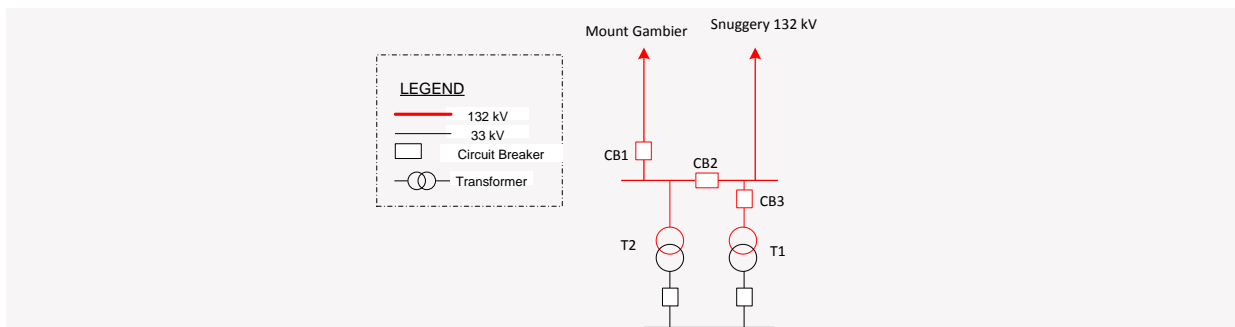 Mount Gambier
Snuggery 132 kV
LEGEND
132 kV
33 kV
Circuit Breaker
Transformer
CB1
CB2
CB3
T2
T1